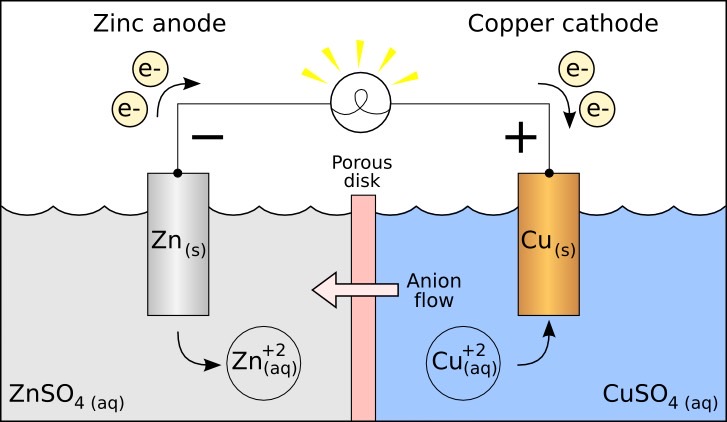 Zinc anode
Copper cathode
e-
e-
e-
e-
−
+
Porous
disk
Zn(s)
Cu(s)
Anion
flow
Zn+2(aq)
Cu+2(aq)
ZnSO4 (aq)
CuSO4 (aq)